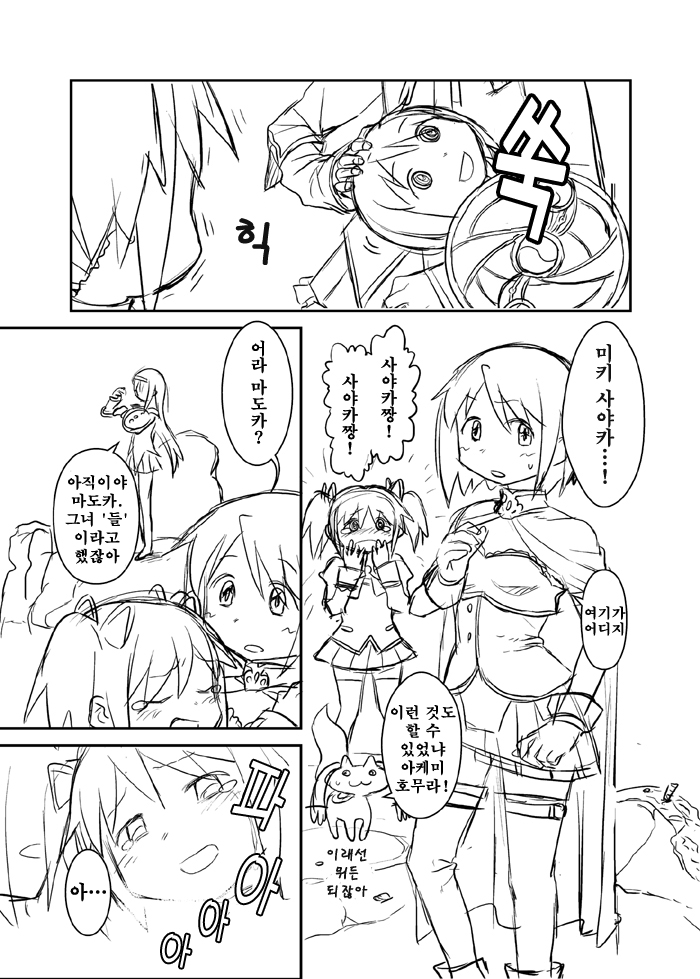 쏙
힉
미키 사야카…!
사야카짱!
사야카짱!
여기가
어디지
이런 것도
할 수
있었냐
아케미
호무라!
이래선
뭐든
되잖아
어라 마도카?
아직이야
마도카.
그녀 '들'
이라고
했잖아
파
아
아
아
아…